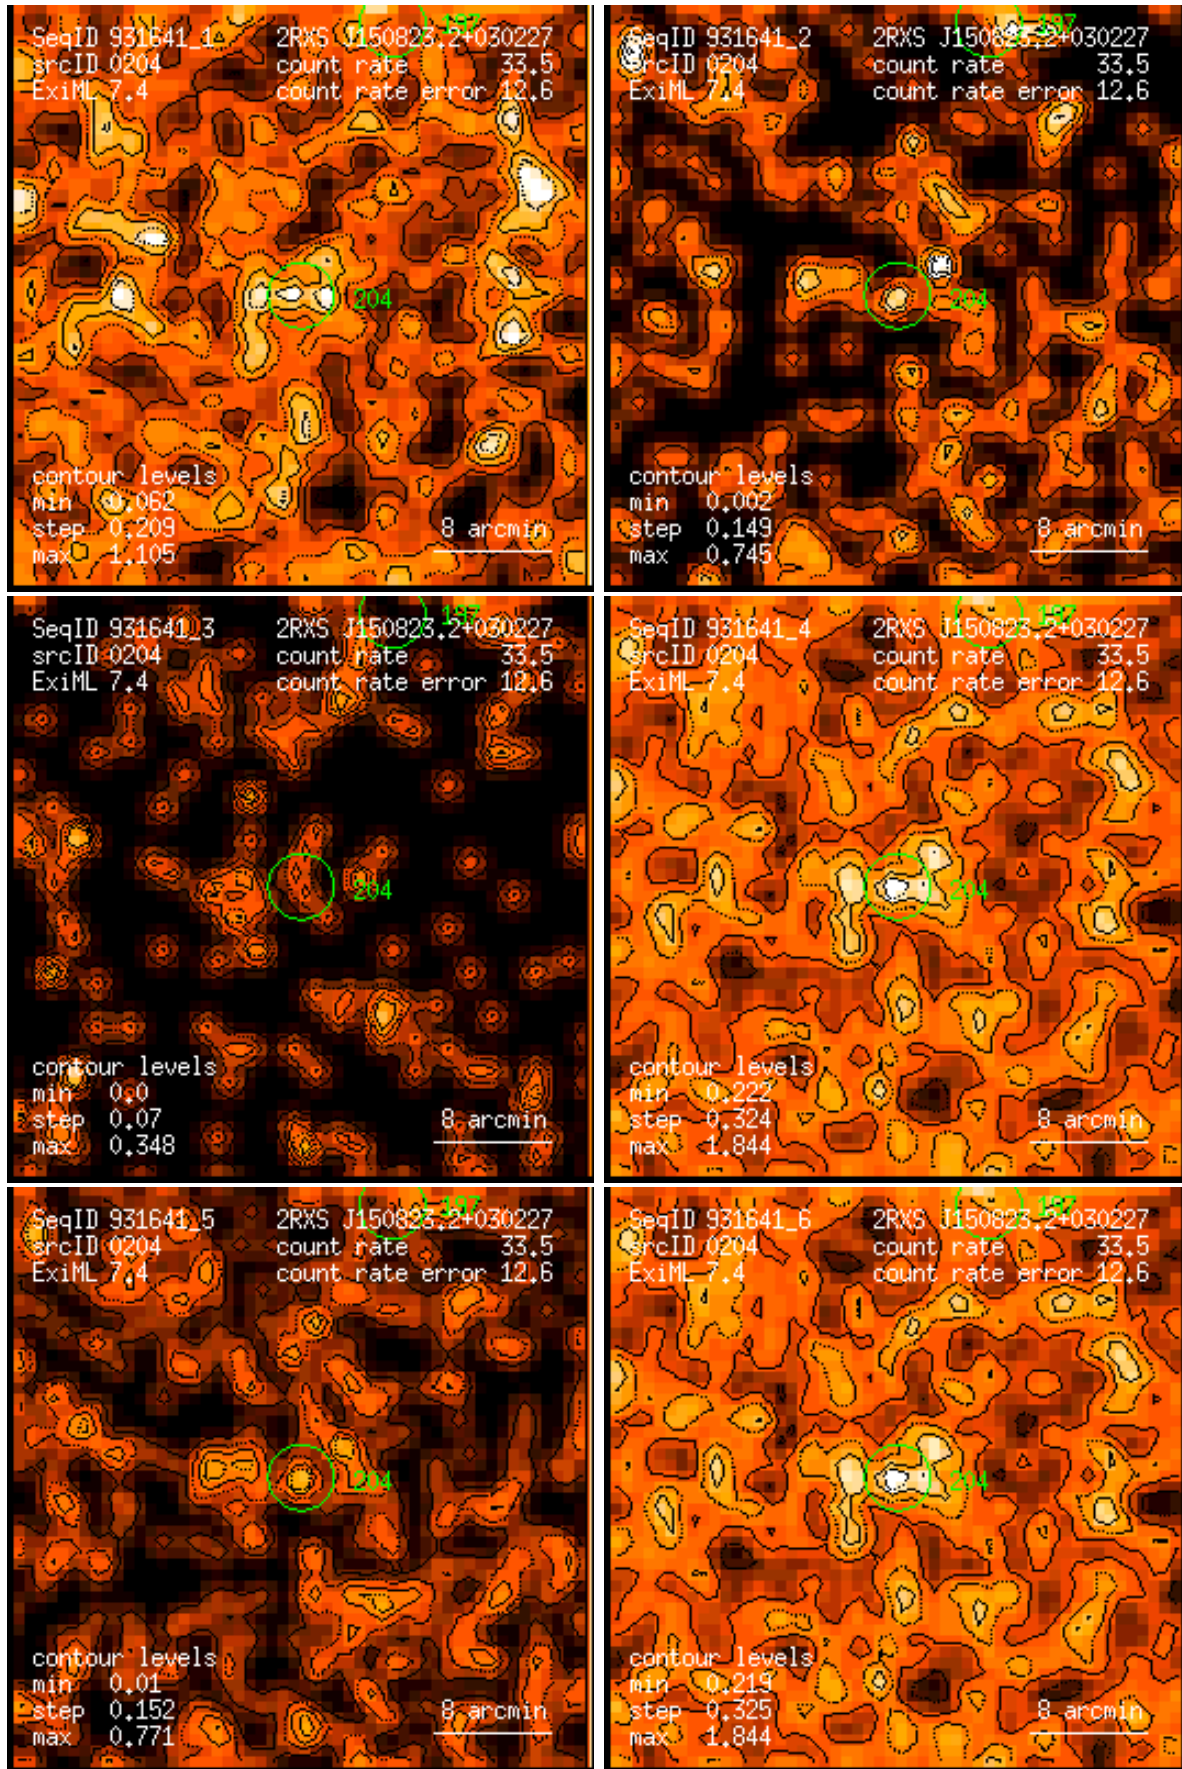 197
SeqID 931641_1 2RXS J150823.2+030227
srcID 0204 count rate 33.5
ExiML 7.4 count rate error 12.6
204
contour levels
min 0.062
step 0.209
max 1.105
8 arcmin
197
SeqID 931641_2 2RXS J150823.2+030227
srcID 0204 count rate 33.5
ExiML 7.4 count rate error 12.6
204
contour levels
min 0.002
step 0.149
max 0.745
8 arcmin
197
SeqID 931641_3 2RXS J150823.2+030227
srcID 0204 count rate 33.5
ExiML 7.4 count rate error 12.6
204
contour levels
min 0.0
step 0.07
max 0.348
8 arcmin
197
SeqID 931641_4 2RXS J150823.2+030227
srcID 0204 count rate 33.5
ExiML 7.4 count rate error 12.6
204
contour levels
min 0.222
step 0.324
max 1.844
8 arcmin
197
SeqID 931641_5 2RXS J150823.2+030227
srcID 0204 count rate 33.5
ExiML 7.4 count rate error 12.6
204
contour levels
min 0.01
step 0.152
max 0.771
8 arcmin
197
SeqID 931641_6 2RXS J150823.2+030227
srcID 0204 count rate 33.5
ExiML 7.4 count rate error 12.6
204
contour levels
min 0.219
step 0.325
max 1.844
8 arcmin